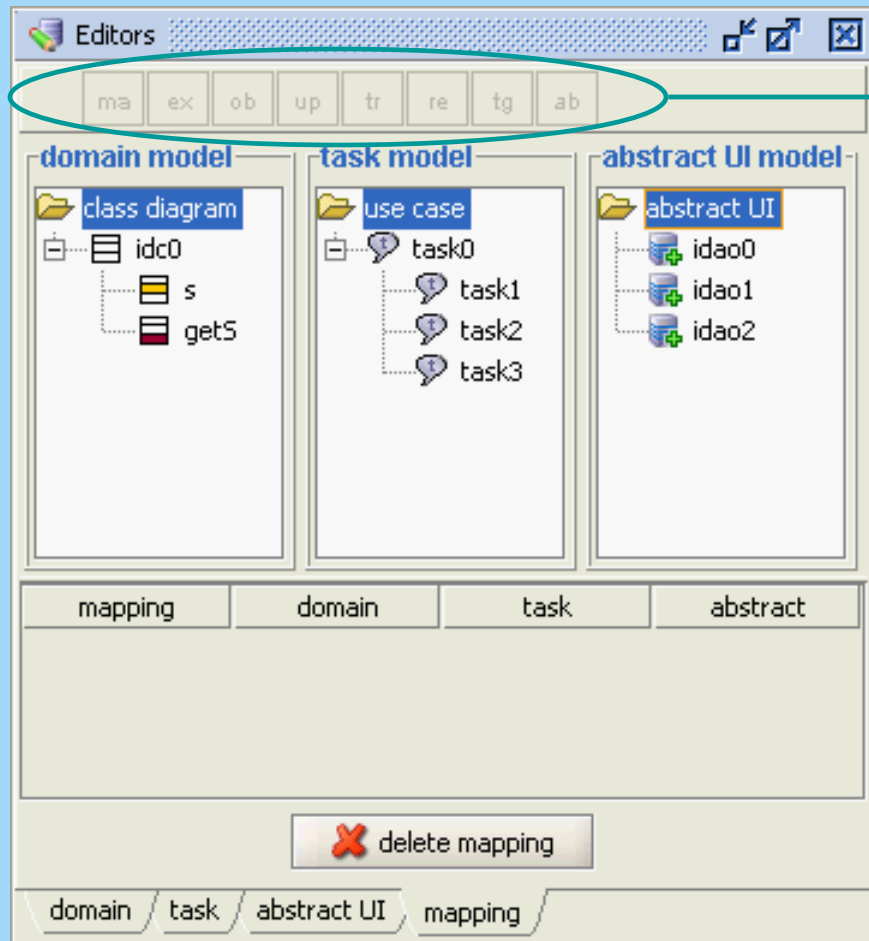 Editors
ma ex ob up tr re tg ab
domain model task model abstract UI model
class diagram use case abstract UI
idc0 task0 idao0
s task1 idao1
getS task2 idao2
task3
mapping domain task abstract
delete mapping
domain task abstract UI mapping